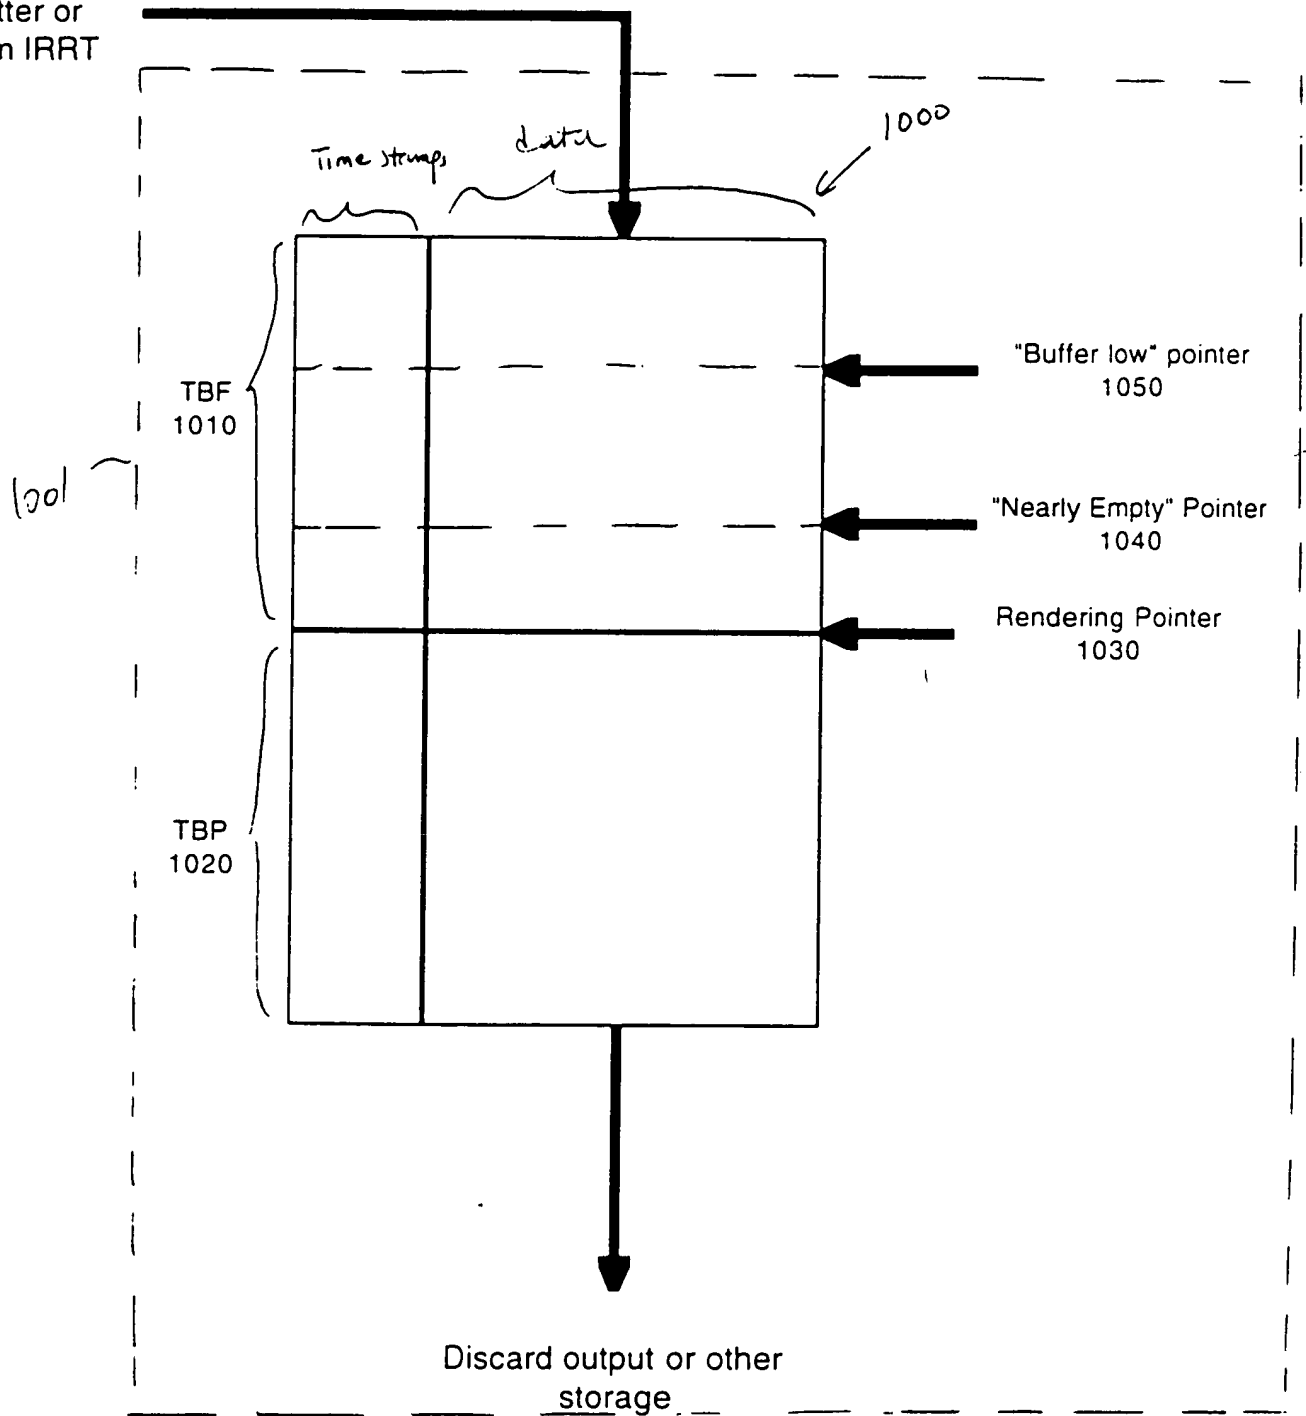 tter or
n IRRT
Time stamps
data
1000
"Buffer low" pointer
1050
TBF
1010
1001
"Nearly Empty" Pointer
1040
Rendering Pointer
1030
TBP
1020
Discard output or other
storage